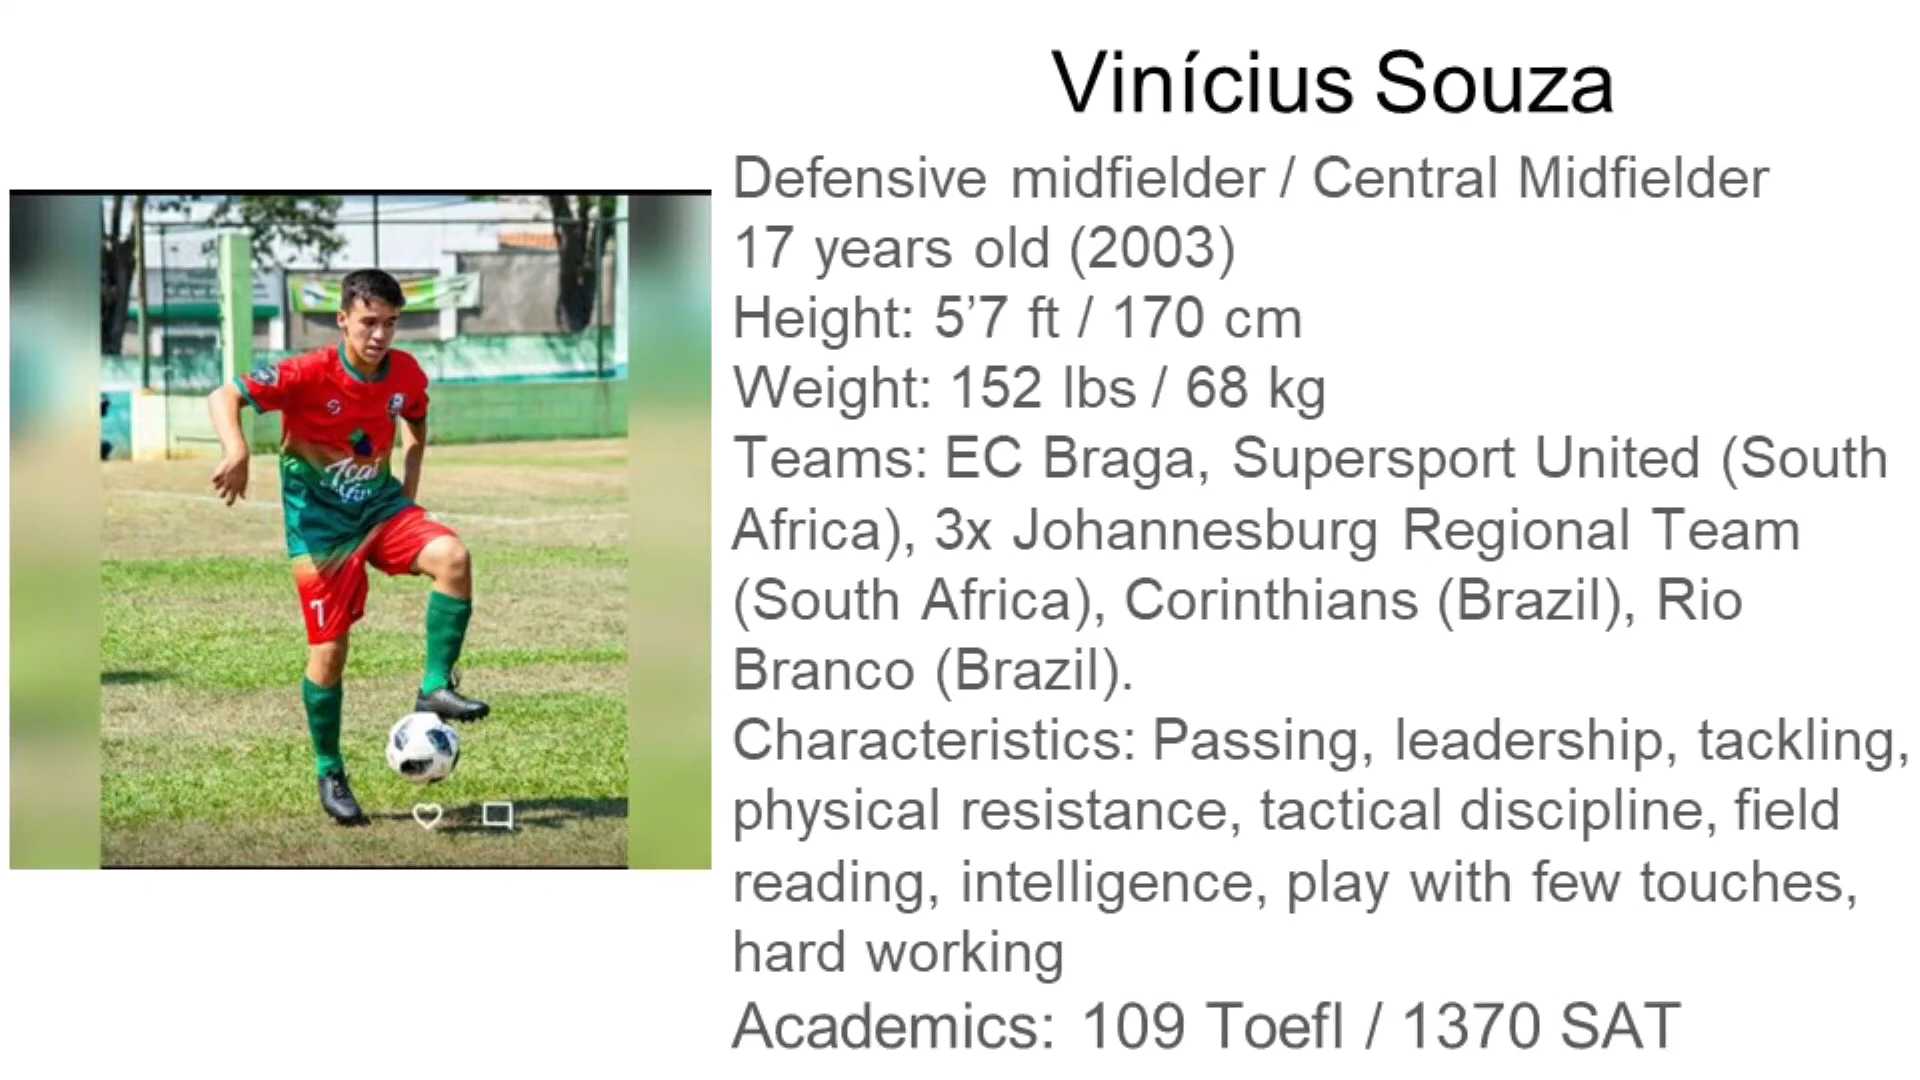 Vinícius Souza
Defensive midfielder / Central Midfielder
17 years old (2003)
Height: 5’7 ft / 170 cm
Weight: 152 lbs / 68 kg
Teams: EC Braga, Supersport United (South
Africa), 3x Johannesburg Regional Team
(South Africa), Corinthians (Brazil), Rio
Branco (Brazil).
Characteristics: Passing, leadership, tackling,
physical resistance, tactical discipline, field
reading, intelligence, play with few touches,
hard working
Academics: 109 Toefl / 1370 SAT
Açaí
7